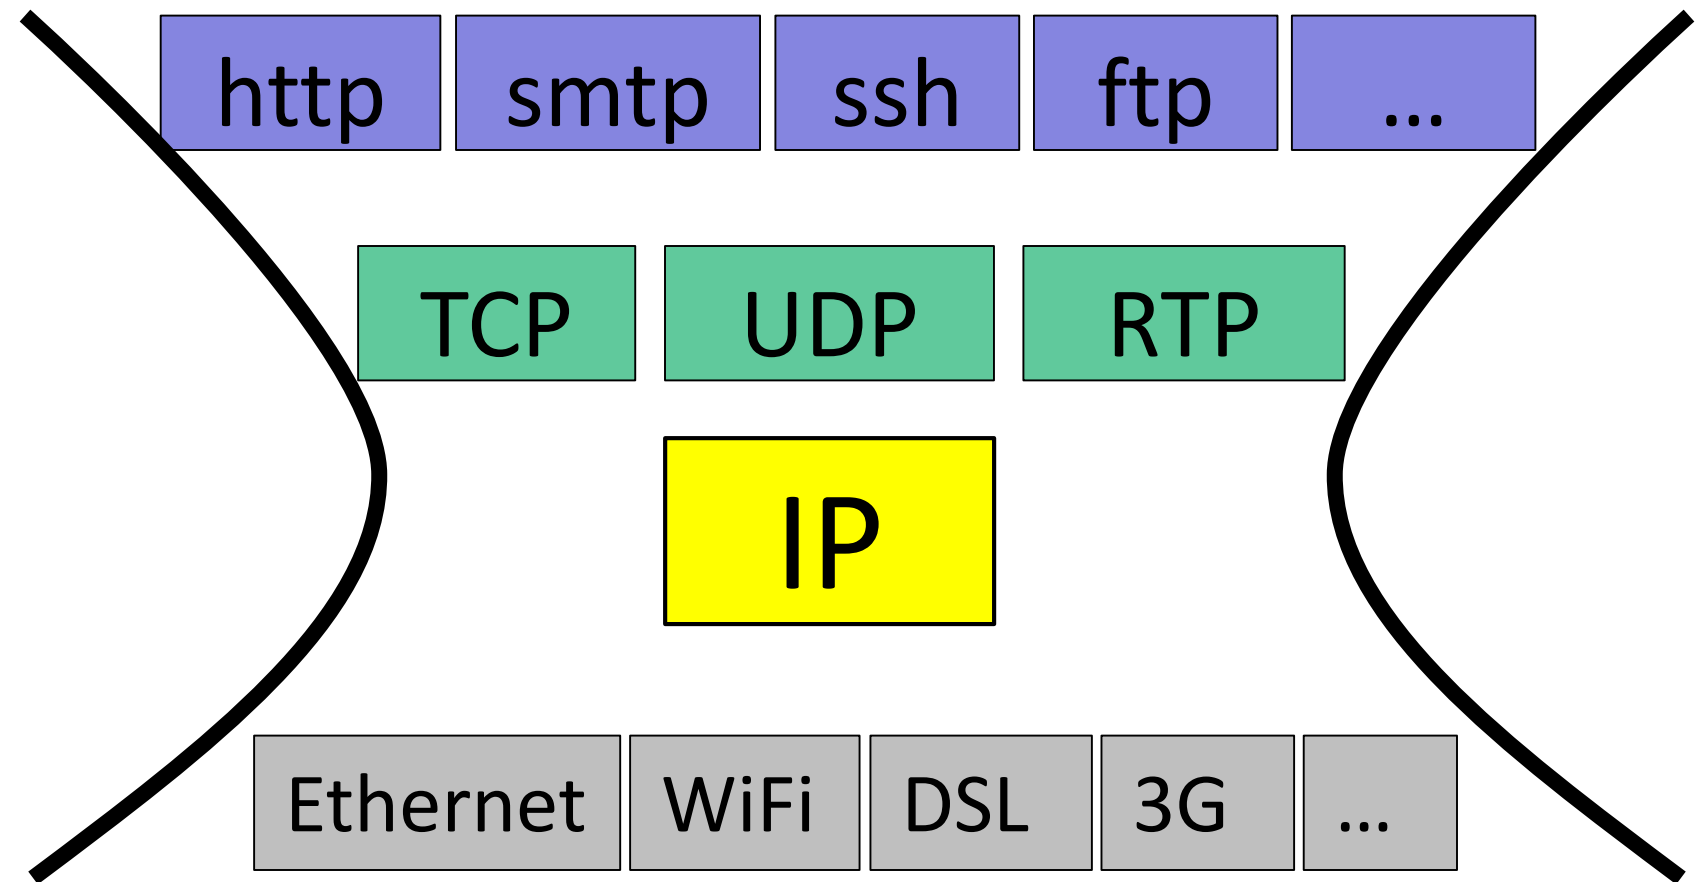 http smtp ssh ftp ...
TCP UDP RTP
IP
Ethernet WiFi DSL 3G ...